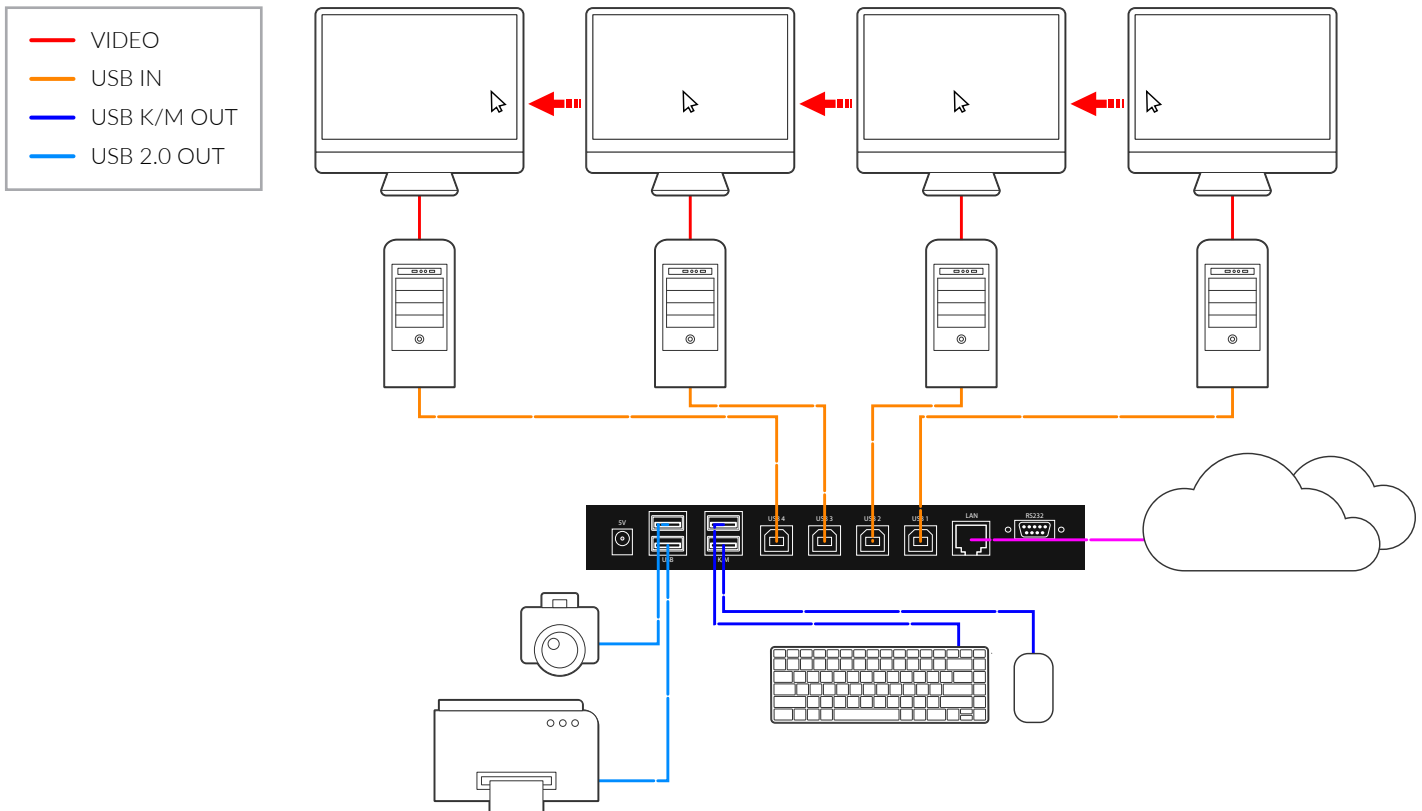 VIDEO
USB IN
USB K/M OUT
USB 2.0 OUT
5V
USB 4
USB 3
USB 2
USB 1
LAN
RS232
USB
K/M